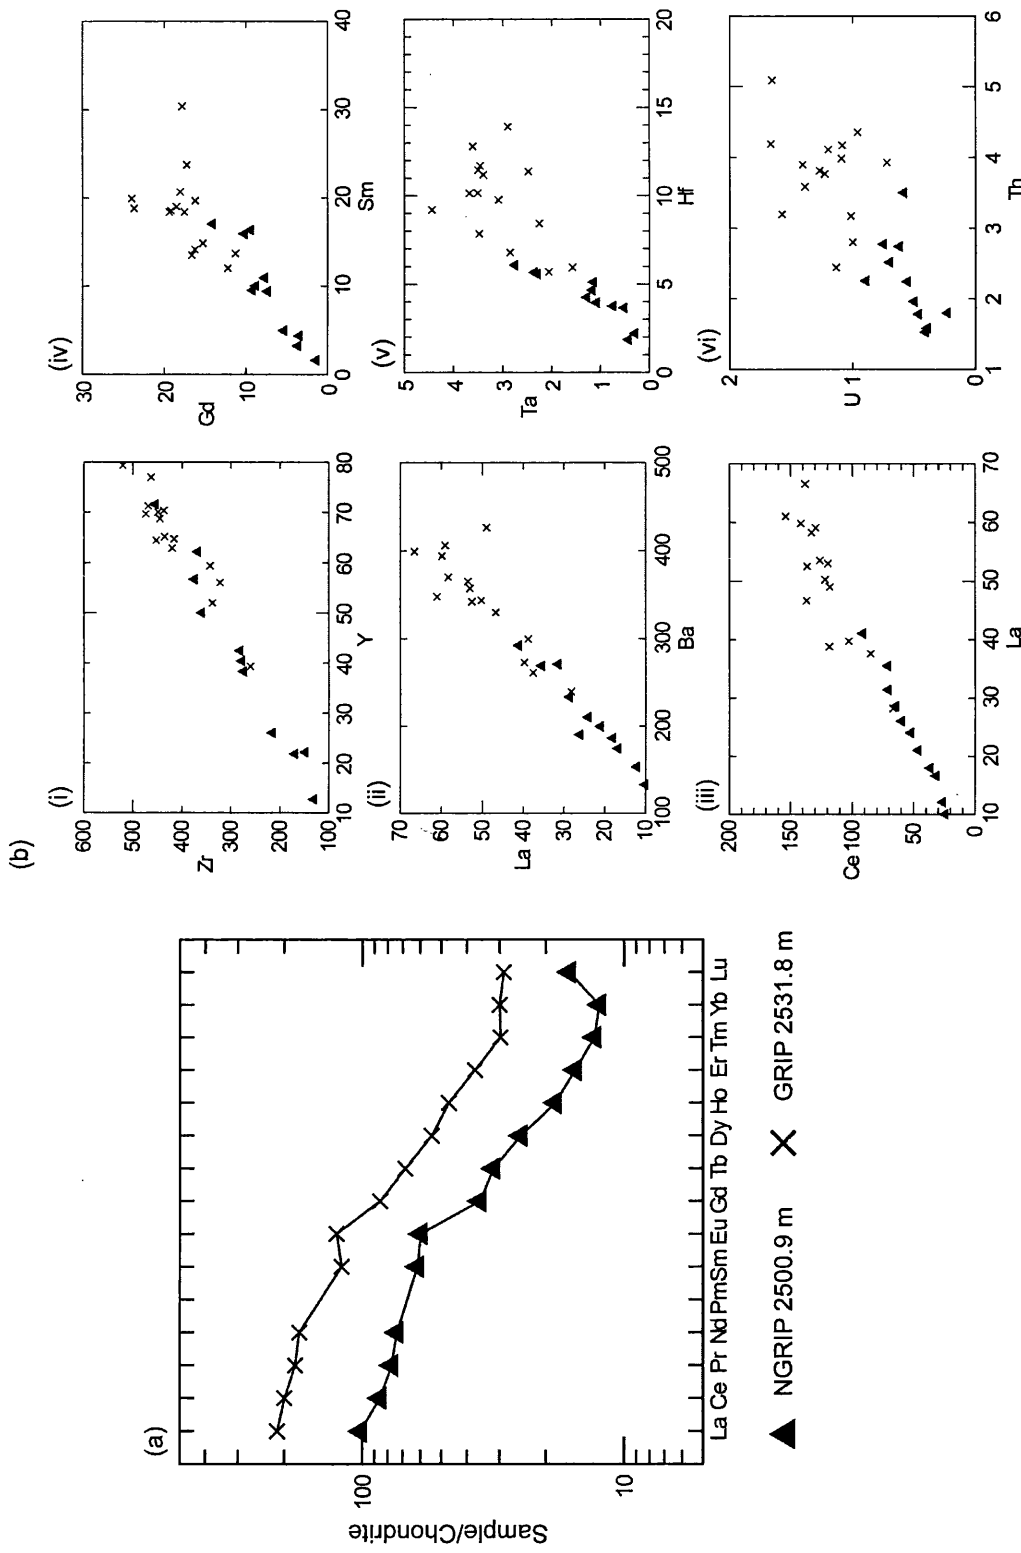 (a)
Sample/Chondrite
100
10
La Ce Pr Nd Pm Sm Eu Gd Tb Dy Ho Er Tm Yb Lu
NGRIP 2500.9 m
GRIP 2531.8 m
(b)
(i)
Zr
600
500
400
300
200
100
10 20 30 40 50 60 70 80
Y
(ii)
La
70
60
50
40
30
20
10
100 200 300 400 500
Ba
(iii)
Ce
200
150
100
50
0
10 20 30 40 50 60 70
La
(iv)
Gd
30
20
10
0
0 10 20 30 40
Sm
(v)
Ta
5
4
3
2
1
0
0 5 10 15 20
Hf
(vi)
U
2
1
0
1 2 3 4 5 6
Th